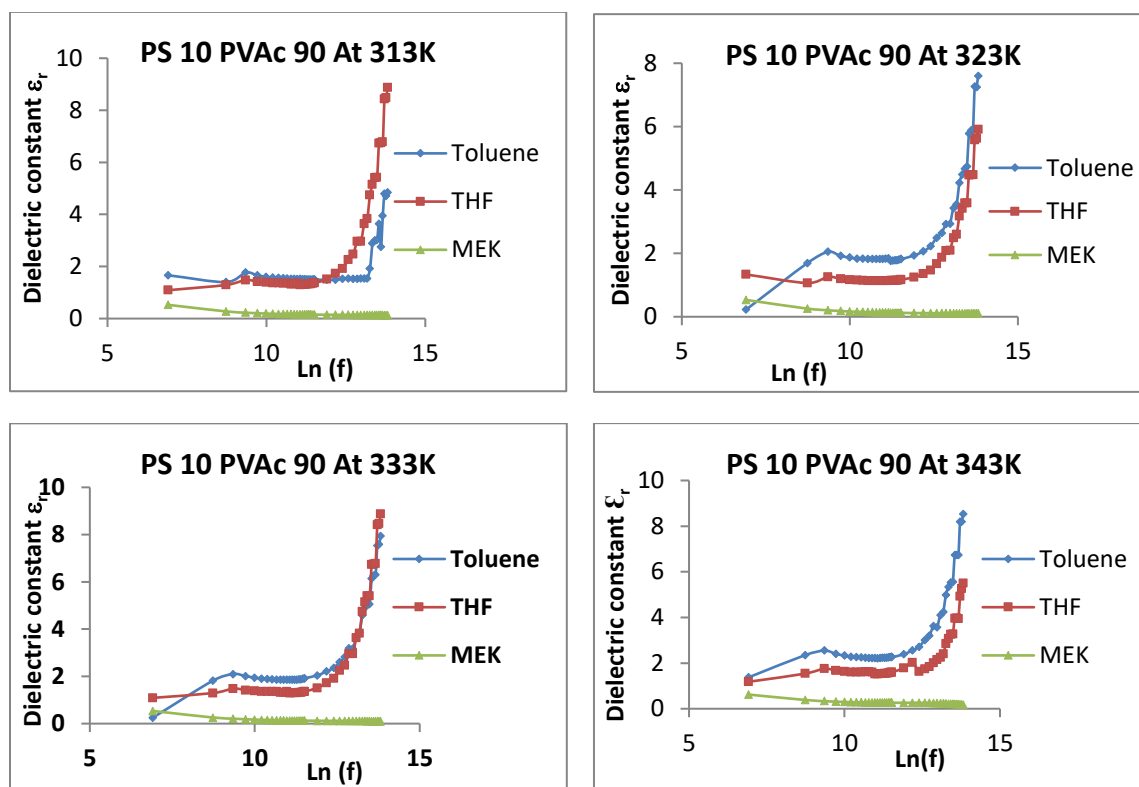 PS 10 PVAc 90 At 313K
Dielectric constant εr
10
8
6
4
2
0
5
10
15
Ln (f)
Toluene
THF
MEK
PS 10 PVAc 90 At 323K
Dielectric constant εr
8
6
4
2
0
5
10
15
Ln (f)
Toluene
THF
MEK
PS 10 PVAc 90 At 333K
Dielectric constant εr
10
8
6
4
2
0
5
10
15
Ln (f)
Toluene
THF
MEK
PS 10 PVAc 90 At 343K
Dielectric constant Ɛr
10
8
6
4
2
0
5
10
15
Ln(f)
Toluene
THF
MEK